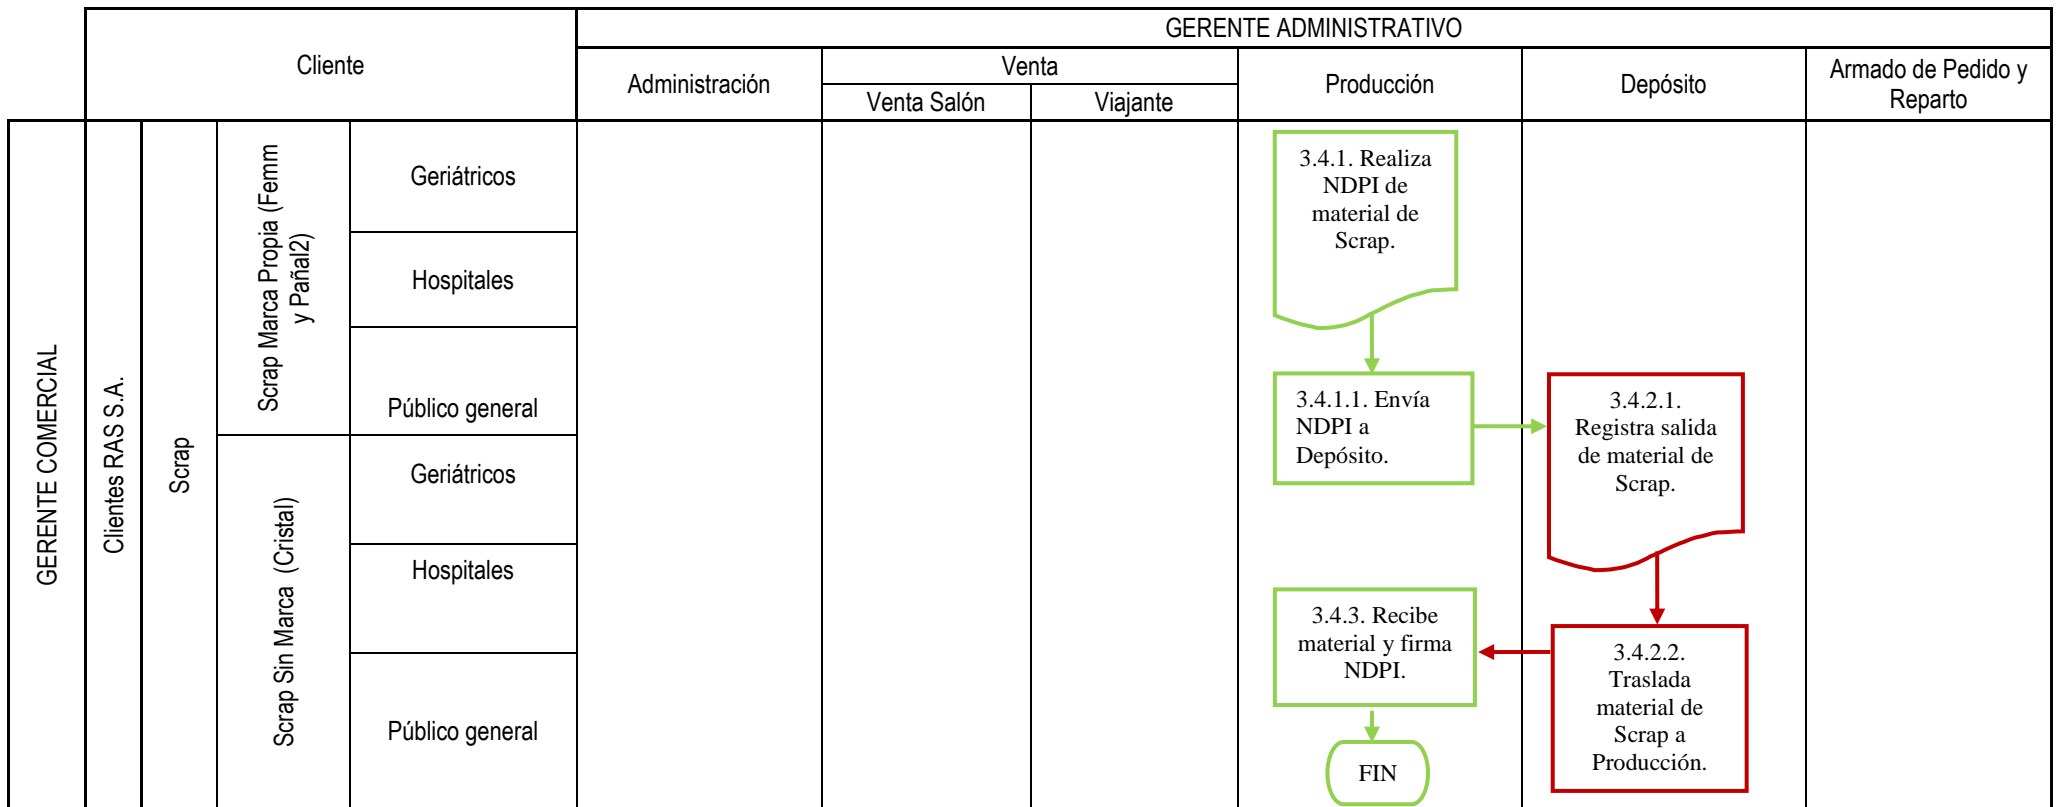 GERENTE ADMINISTRATIVO
Cliente
Administración
Venta
Venta Salón
Viajante
Producción
Depósito
Armado de Pedido y
Reparto
GERENTE COMERCIAL
Clientes RAS S.A.
Scrap
Scrap Marca Propia (Femm
y Pañal2)
Geriátricos
Hospitales
Público general
Scrap Sin Marca  (Cristal)
Geriátricos
Hospitales
Público general
3.4.1. Realiza
NDPI de
material de
Scrap.
3.4.1.1. Envía
NDPI a
Depósito.
3.4.2.1.
Registra salida
de material de
Scrap.
3.4.2.2.
Traslada
material de
Scrap a
Producción.
3.4.3. Recibe
material y firma
NDPI.
FIN